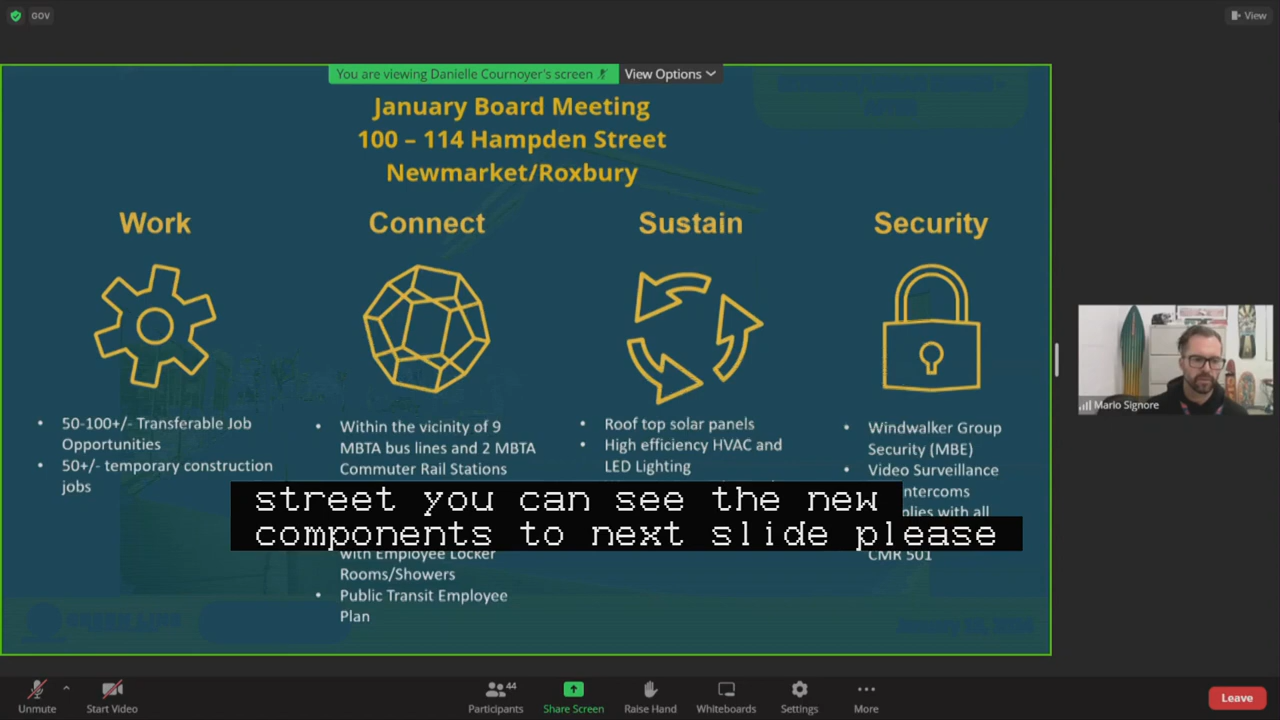 GOV
View
You are viewing Danielle Cournoyer's screen
View Options
January Board Meeting
100 – 114 Hampden Street
Newmarket/Roxbury
Work
Connect
Sustain
Security
• 50-100+/- Transferable Job
Opportunities
• 50+/- temporary construction
jobs
• Within the vicinity of 9
MBTA bus lines and 2 MBTA
Commuter Rail Stations
with Employee Locker
Rooms/Showers
• Public Transit Employee
Plan
• Roof top solar panels
• High efficiency HVAC and
LED Lighting
• Windwalker Group
Security (MBE)
• Video Surveillance
ntercoms
plies with all
CMR 501
street you can see the new
components to next slide please
Mario Signore
Unmute
Start Video
Participants
44
Share Screen
Raise Hand
Whiteboards
Settings
More
Leave